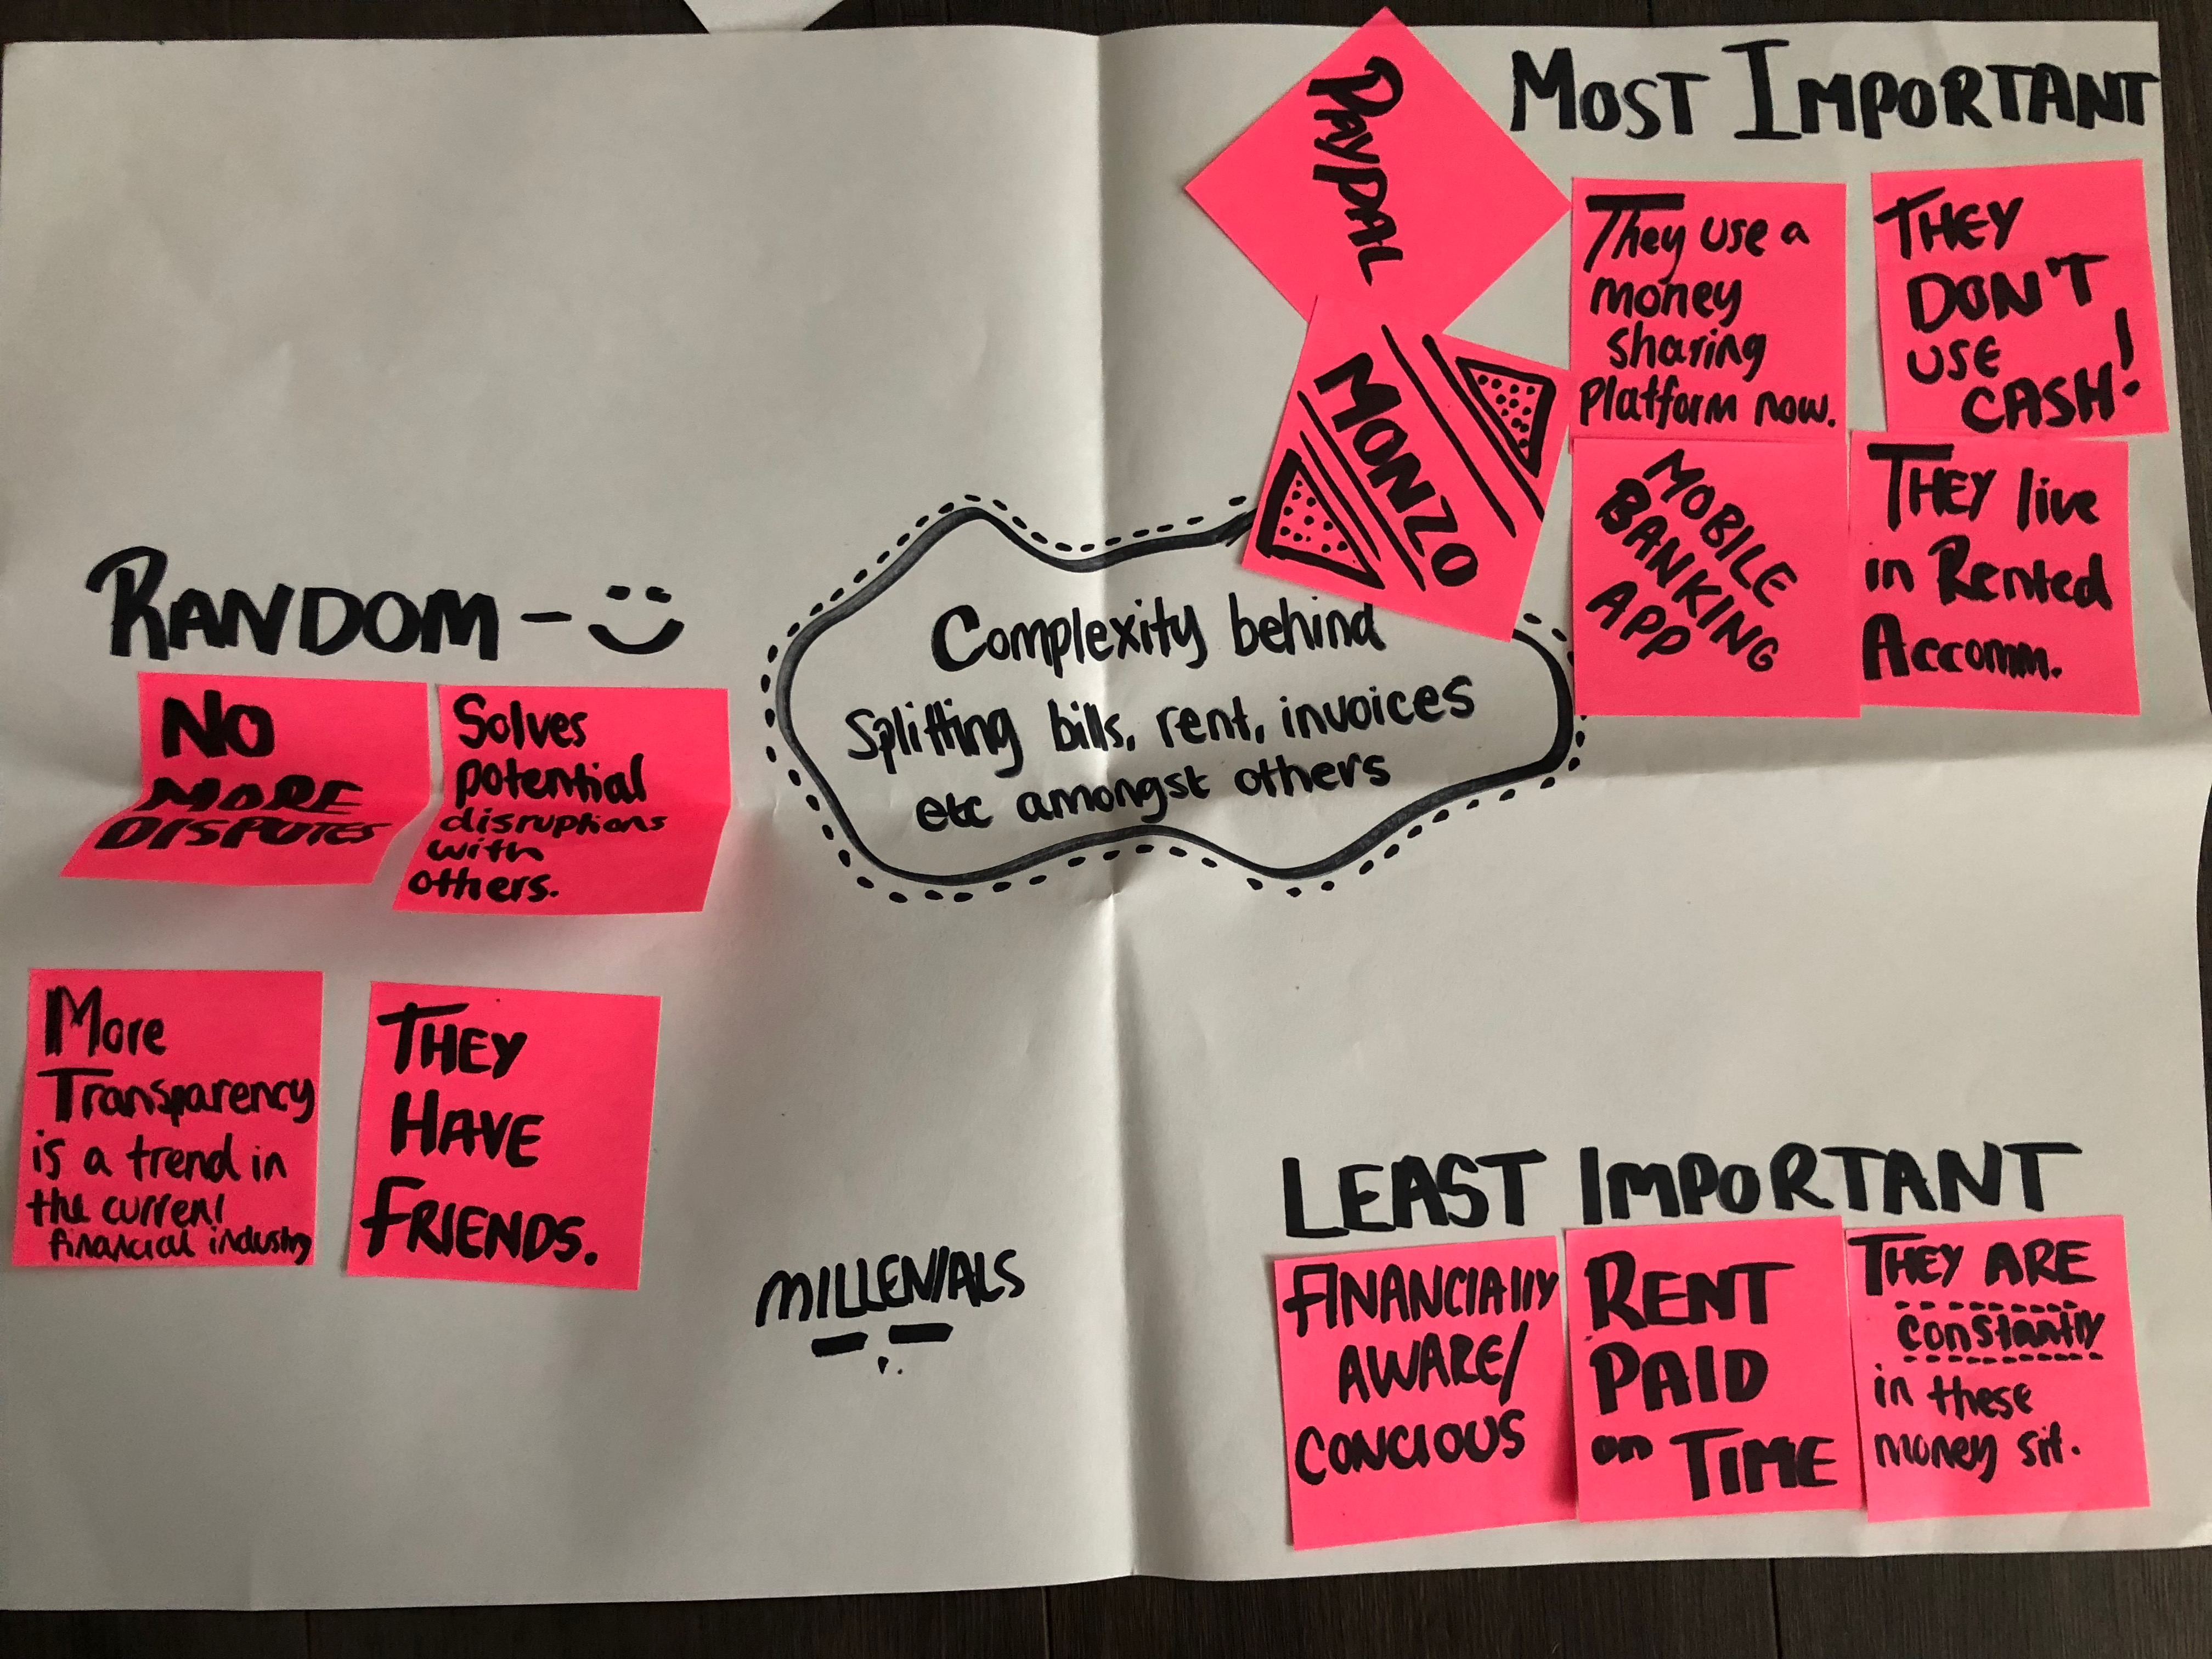 RANDOM - :)
NO
MORE
DISPUTES
Solves
potential
disruptions
with
others.
More
Transparency
is a trend in
the current
financial industry
THEY
HAVE
FRIENDS.
Complexity behind
Splitting bills, rent, invoices
etc amongst others
MILLENIALS
MOST IMPORTANT
PAYPAL
MONZO
They use a
money
sharing
platform now.
THEY
DON'T
USE
CASH!
MOBILE
BANKING
APP
THEY live
in Rented
Accomm.
LEAST IMPORTANT
FINANCIALLY
AWARE/
CONCIOUS
RENT
PAID
on TIME
THEY ARE
constantly
in these
money sit.